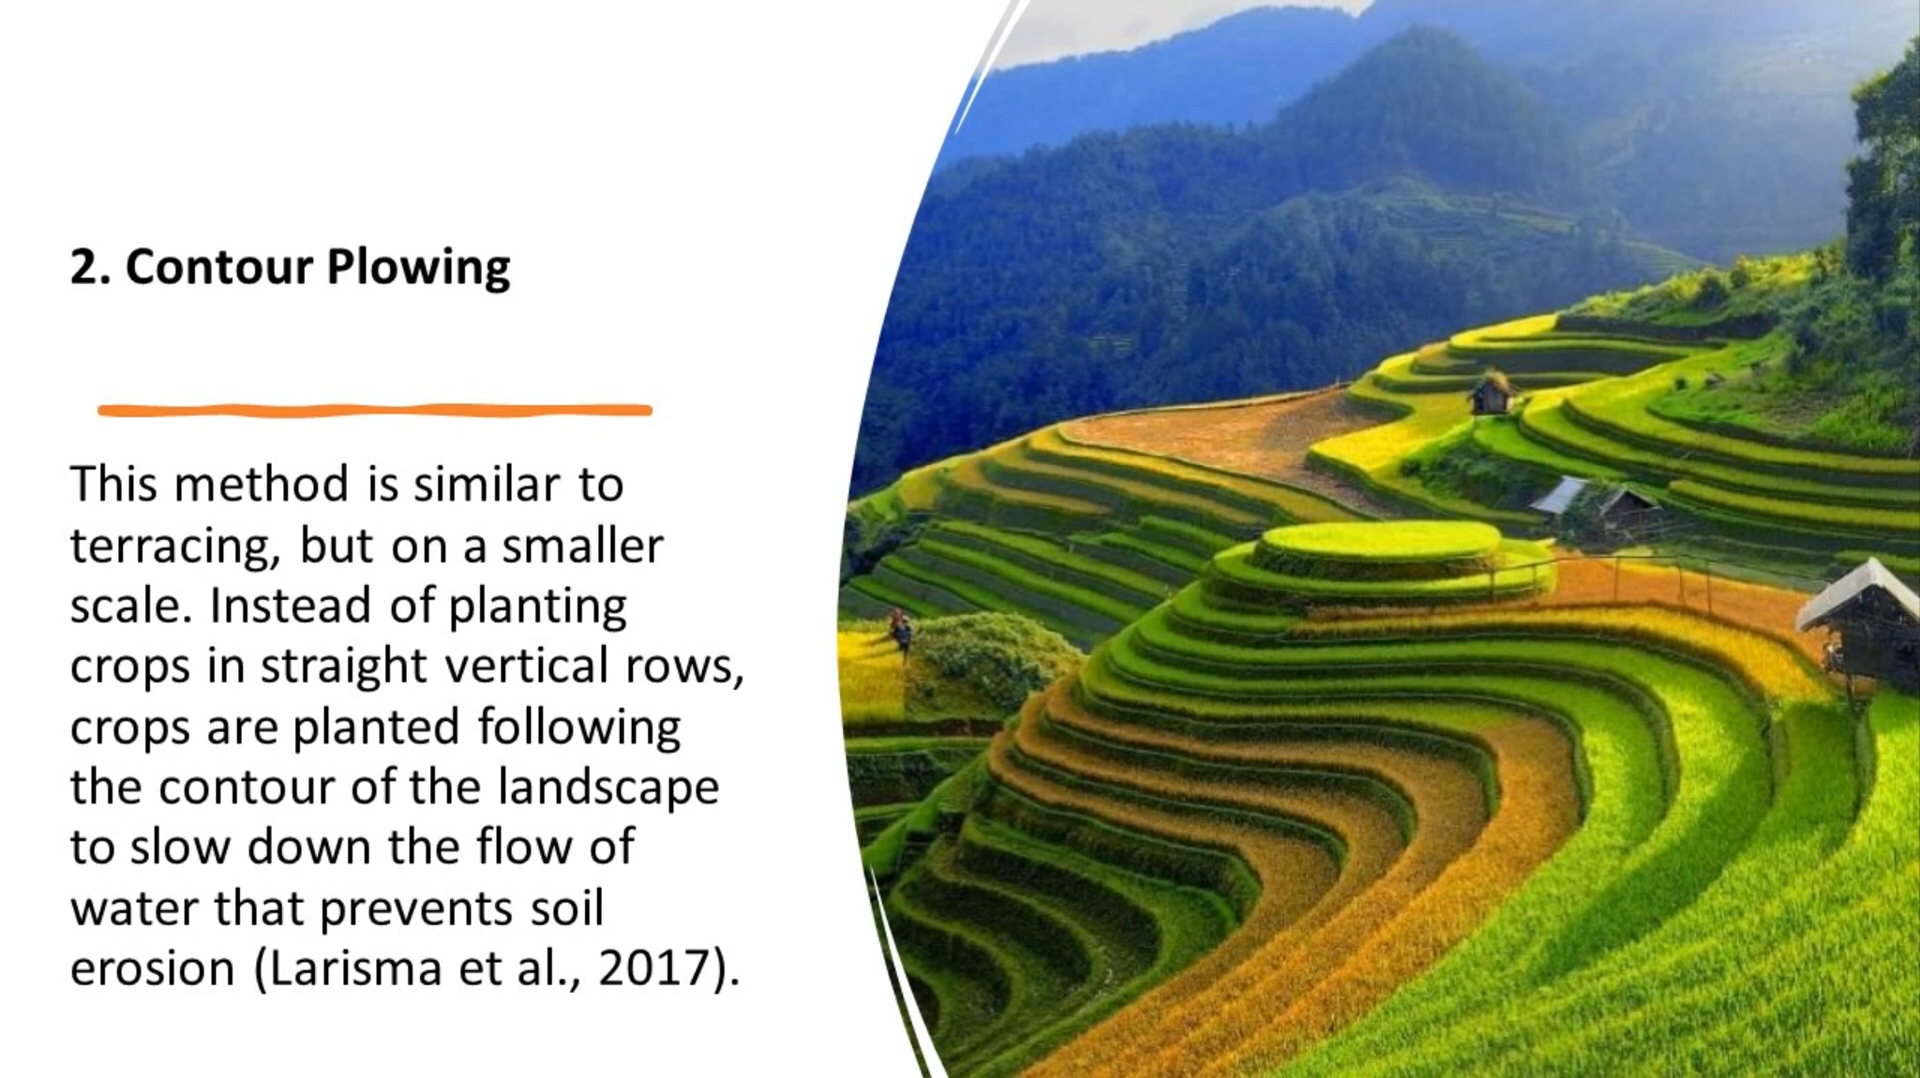 2. Contour Plowing
This method is similar to
terracing, but on a smaller
scale. Instead of planting
crops in straight vertical rows,
crops are planted following
the contour of the landscape
to slow down the flow of
water that prevents soil
erosion (Larisma et al., 2017).